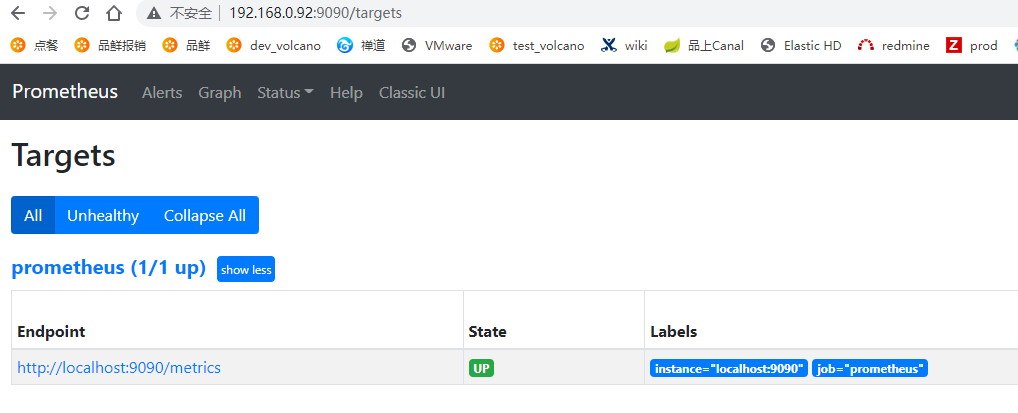 不安全 192.168.0.92:9090/targets
点餐 品鲜报销 品鲜 dev_volcano 禅道 VMware test_volcano wiki 品上Canal Elastic HD redmine Z prod
Prometheus Alerts Graph Status Help Classic UI
Targets
All Unhealthy Collapse All
prometheus (1/1 up) show less
Endpoint State Labels
http://localhost:9090/metrics UP instance="localhost:9090" job="prometheus"